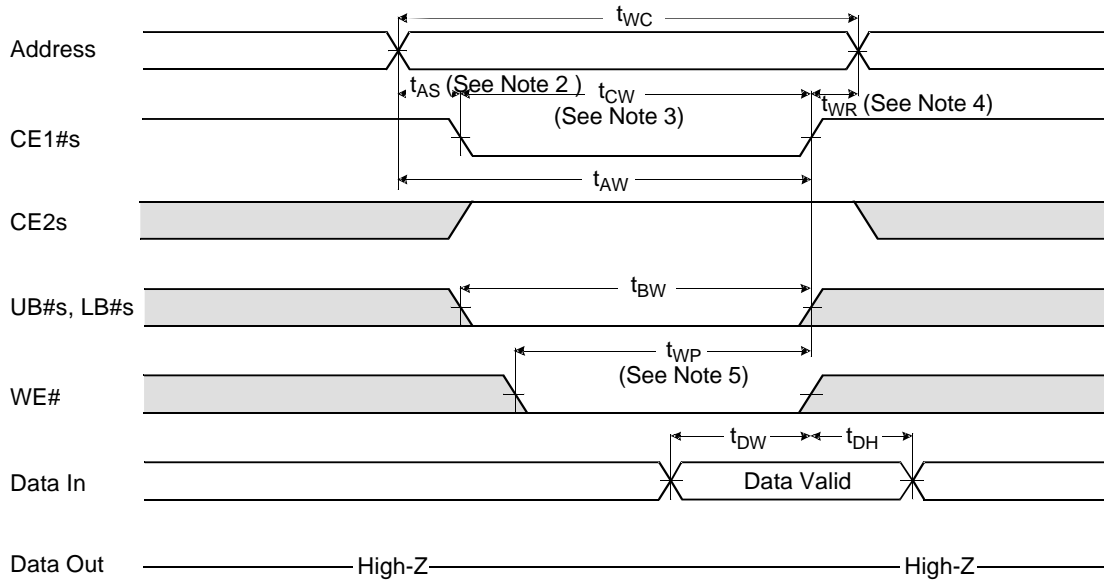 tWC
Address
tAS (See Note 2 )
tCW
(See Note 3)
tWR (See Note 4)
CE1#s
tAW
CE2s
tBW
UB#s, LB#s
tWP
(See Note 5)
WE#
tDW
tDH
Data In
Data Valid
Data Out
High-Z
High-Z